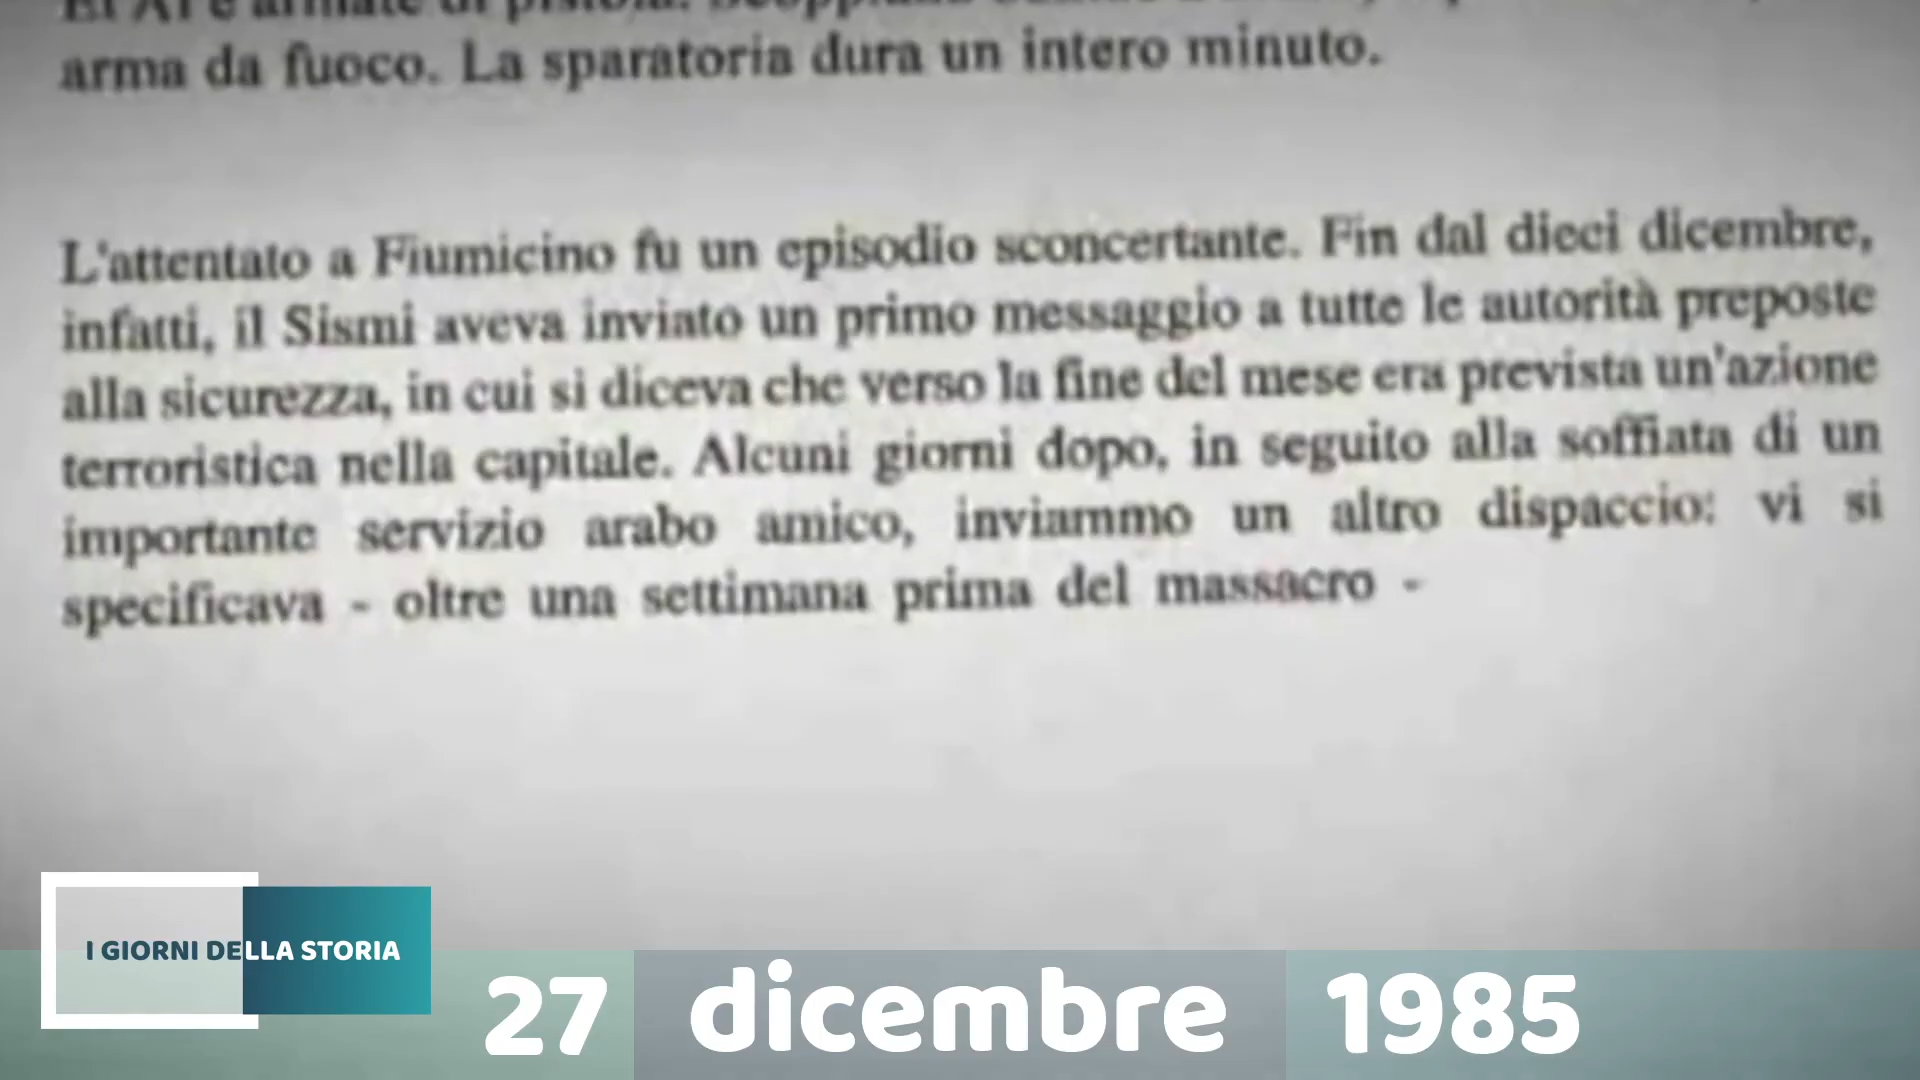 arma da fuoco. La sparatoria dura un intero minuto.
L'attentato a Fiumicino fu un episodio sconcertante. Fin dal dieci dicembre,
infatti, il Sismi aveva inviato un primo messaggio a tutte le autorità preposte
alla sicurezza, in cui si diceva che verso la fine del mese era prevista un'azione
terroristica nella capitale. Alcuni giorni dopo, in seguito alla soffiata di un
importante servizio arabo amico, inviammo un altro dispaccio: vi si
specificava - oltre una settimana prima del massacro -
I GIORNI DELLA STORIA
27 dicembre 1985